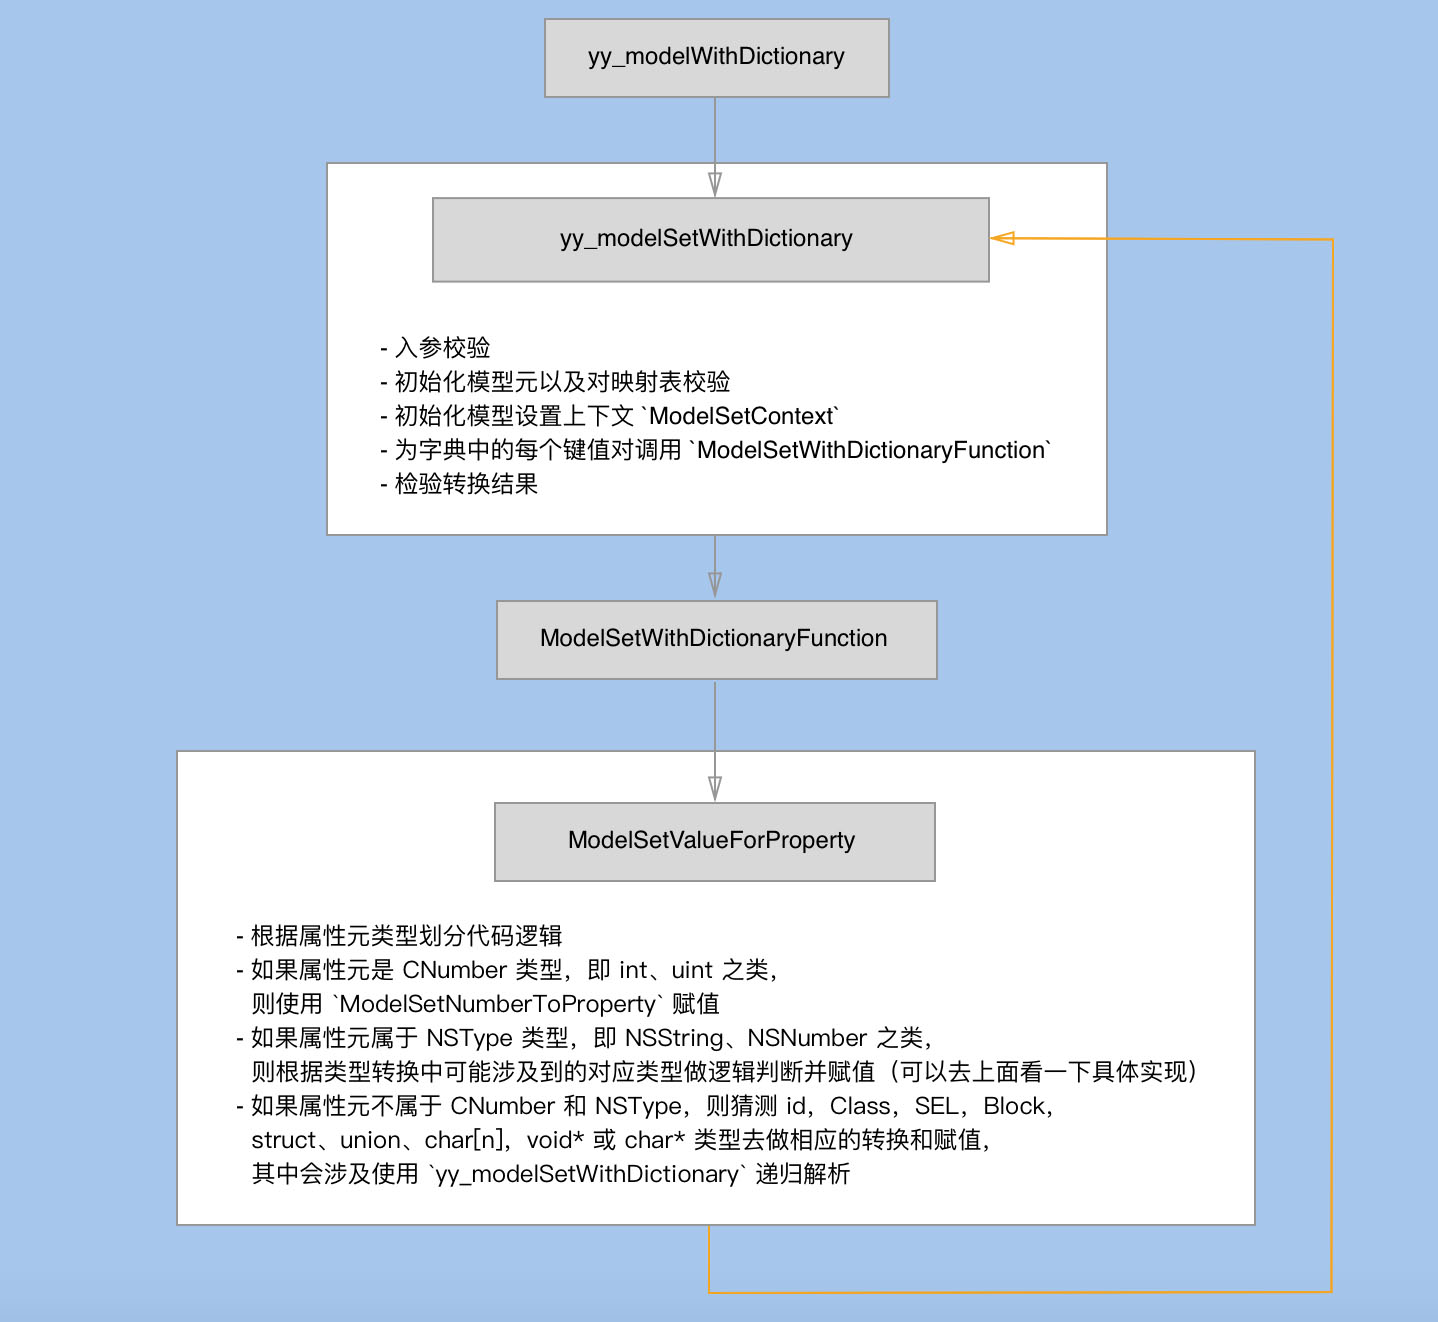 yy_modelWithDictionary
yy_modelSetWithDictionary
- 入参校验
- 初始化模型元以及对映射表校验
- 初始化模型设置上下文 `ModelSetContext`
- 为字典中的每个键值对调用 `ModelSetWithDictionaryFunction`
- 检验转换结果
ModelSetWithDictionaryFunction
ModelSetValueForProperty
- 根据属性元类型划分代码逻辑
- 如果属性元是 CNumber 类型，即 int、uint 之类，
则使用 `ModelSetNumberToProperty` 赋值
- 如果属性元属于 NSType 类型，即 NSString、NSNumber 之类，
则根据类型转换中可能涉及到的对应类型做逻辑判断并赋值（可以去上面看一下具体实现）
- 如果属性元不属于 CNumber 和 NSType，则猜测 id，Class，SEL，Block，
struct、union、char[n]，void* 或 char* 类型去做相应的转换和赋值，
其中会涉及使用 `yy_modelSetWithDictionary` 递归解析